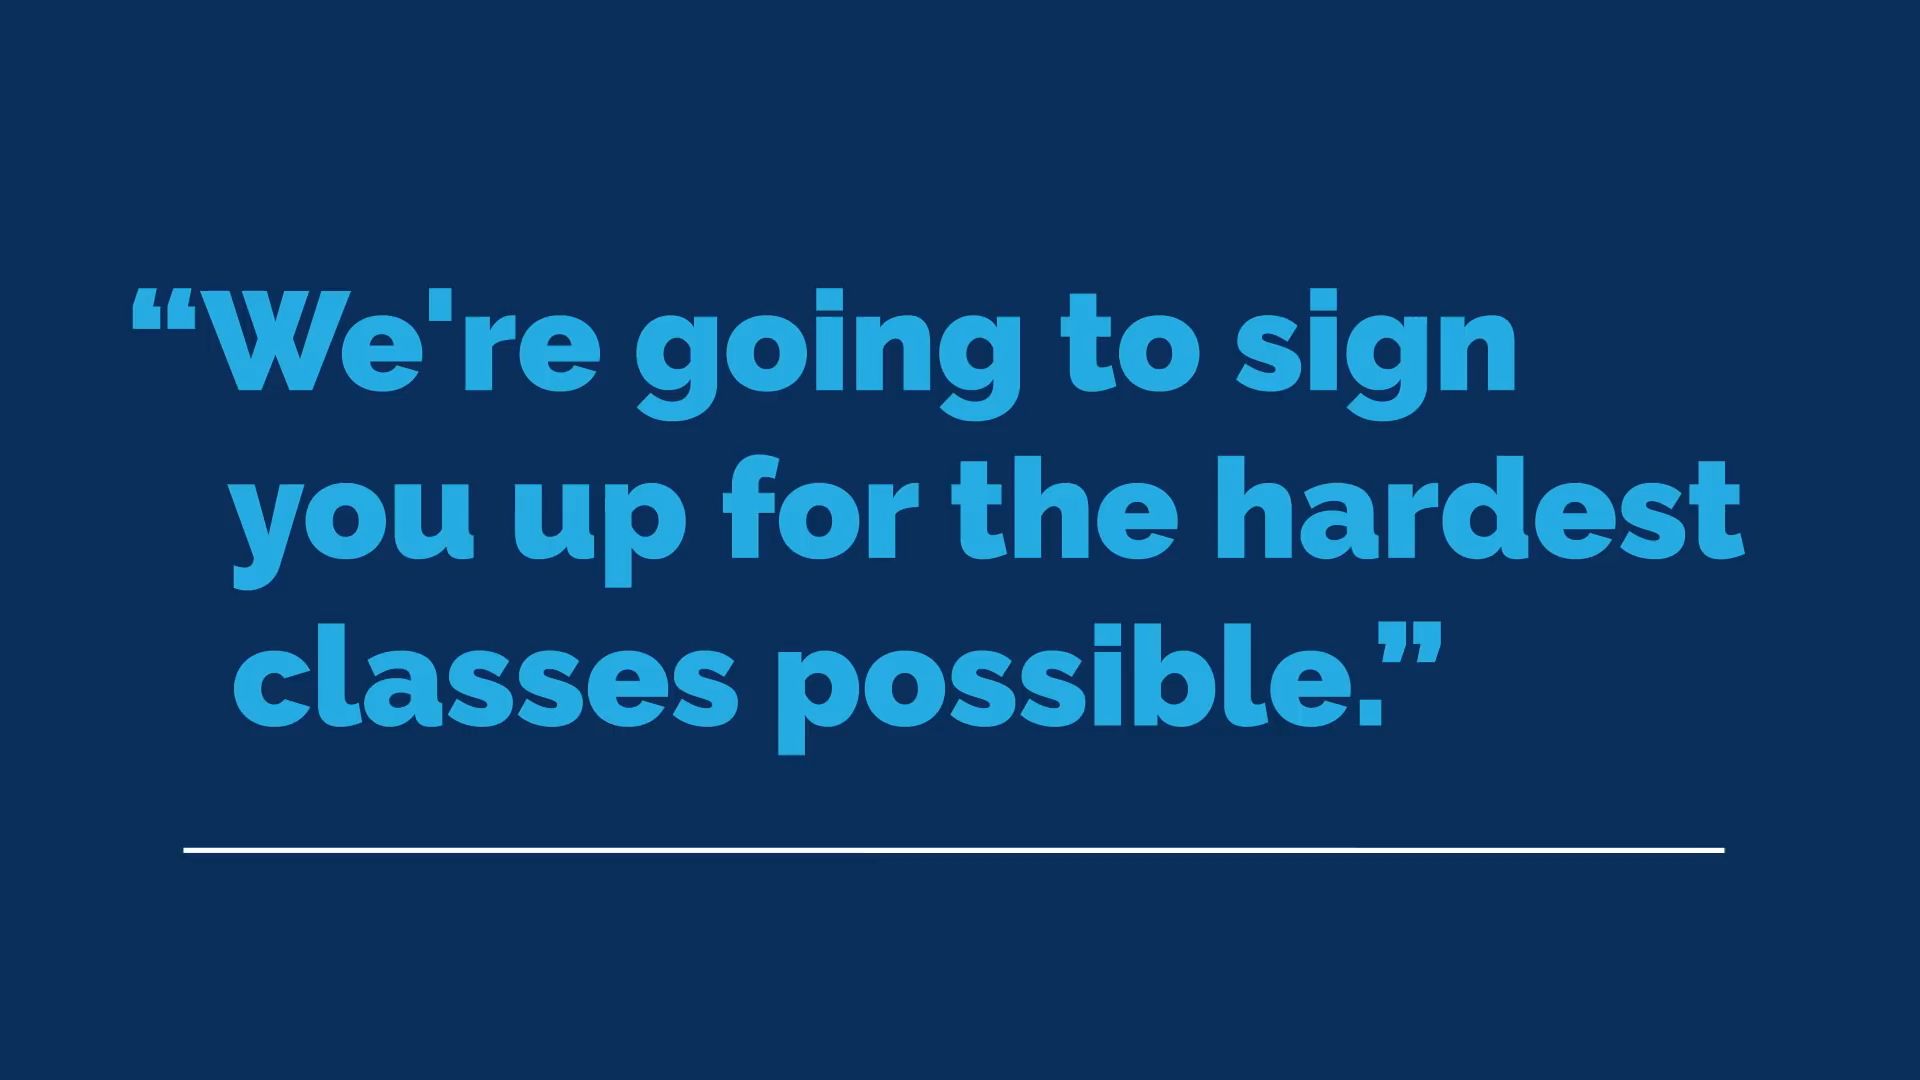 “We're going to sign
you up for the hardest
classes possible.”